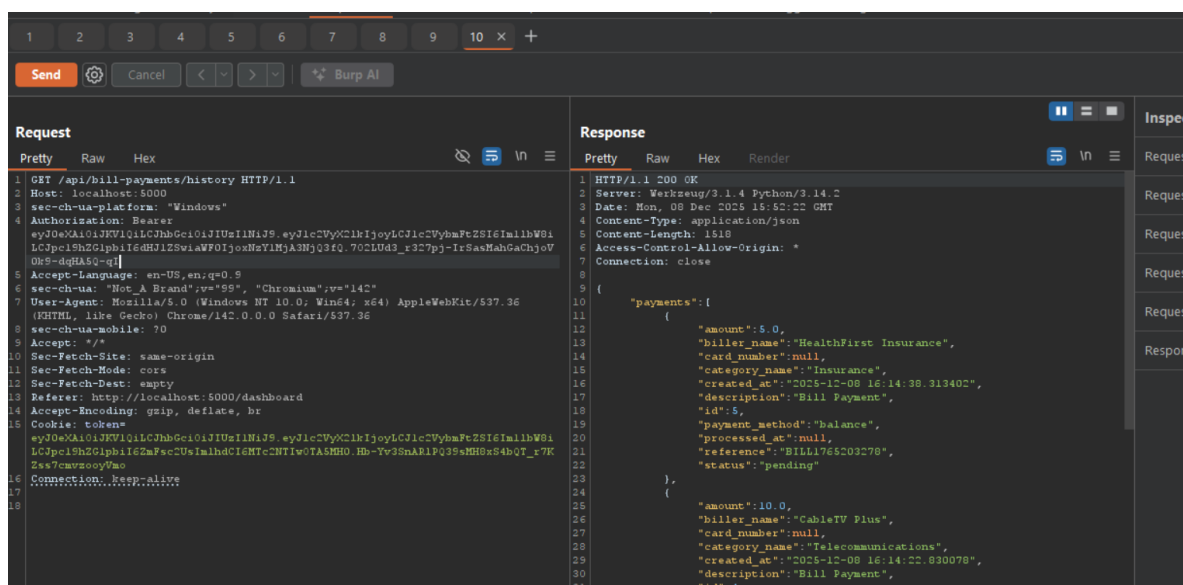 1 2 3 4 5 6 7 8 9 10 × +
Send Cancel < > Burp AI
Request
Pretty Raw Hex \n
1 GET /api/bill-payments/history HTTP/1.1
2 Host: localhost:5000
3 sec-ch-ua-platform: "Windows"
4 Authorization: Bearer
5 Accept-Language: en-US,en;q=0.9
6 sec-ch-ua: "Not_A Brand";v="99", "Chromium";v="142"
7 User-Agent: Mozilla/5.0 (Windows NT 10.0; Win64; x64) AppleWebKit/537.36
(KHTML, like Gecko) Chrome/142.0.0.0 Safari/537.36
8 sec-ch-ua-mobile: ?0
9 Accept: */*
10 Sec-Fetch-Site: same-origin
11 Sec-Fetch-Mode: cors
12 Sec-Fetch-Dest: empty
13 Referer: http://localhost:5000/dashboard
14 Accept-Encoding: gzip, deflate, br
15 Cookie: token=
16 Connection: keep-alive
17
18
Response
Pretty Raw Hex Render \n
1 HTTP/1.1 200 OK
2 Server: Werkzeug/3.1.4 Python/3.14.2
3 Date: Mon, 08 Dec 2025 15:52:22 GMT
4 Content-Type: application/json
5 Content-Length: 1518
6 Access-Control-Allow-Origin: *
7 Connection: close
8
9 {
10 "payments":[
11 {
12 "amount":5.0,
13 "biller_name":"HealthFirst Insurance",
14 "card_number":null,
15 "category_name":"Insurance",
16 "created_at":"2025-12-08 16:14:38.313402",
17 "description":"Bill Payment",
18 "id":5,
19 "payment_method":"balance",
20 "processed_at":null,
21 "reference":"BILL1765203278",
22 "status":"pending"
23 },
24 {
25 "amount":10.0,
26 "biller_name":"CableTV Plus",
27 "card_number":null,
28 "category_name":"Telecommunications",
29 "created_at":"2025-12-08 16:14:22.830078",
30 "description":"Bill Payment",
Inspe
Reques
Reques
Reques
Reques
Reques
Respon